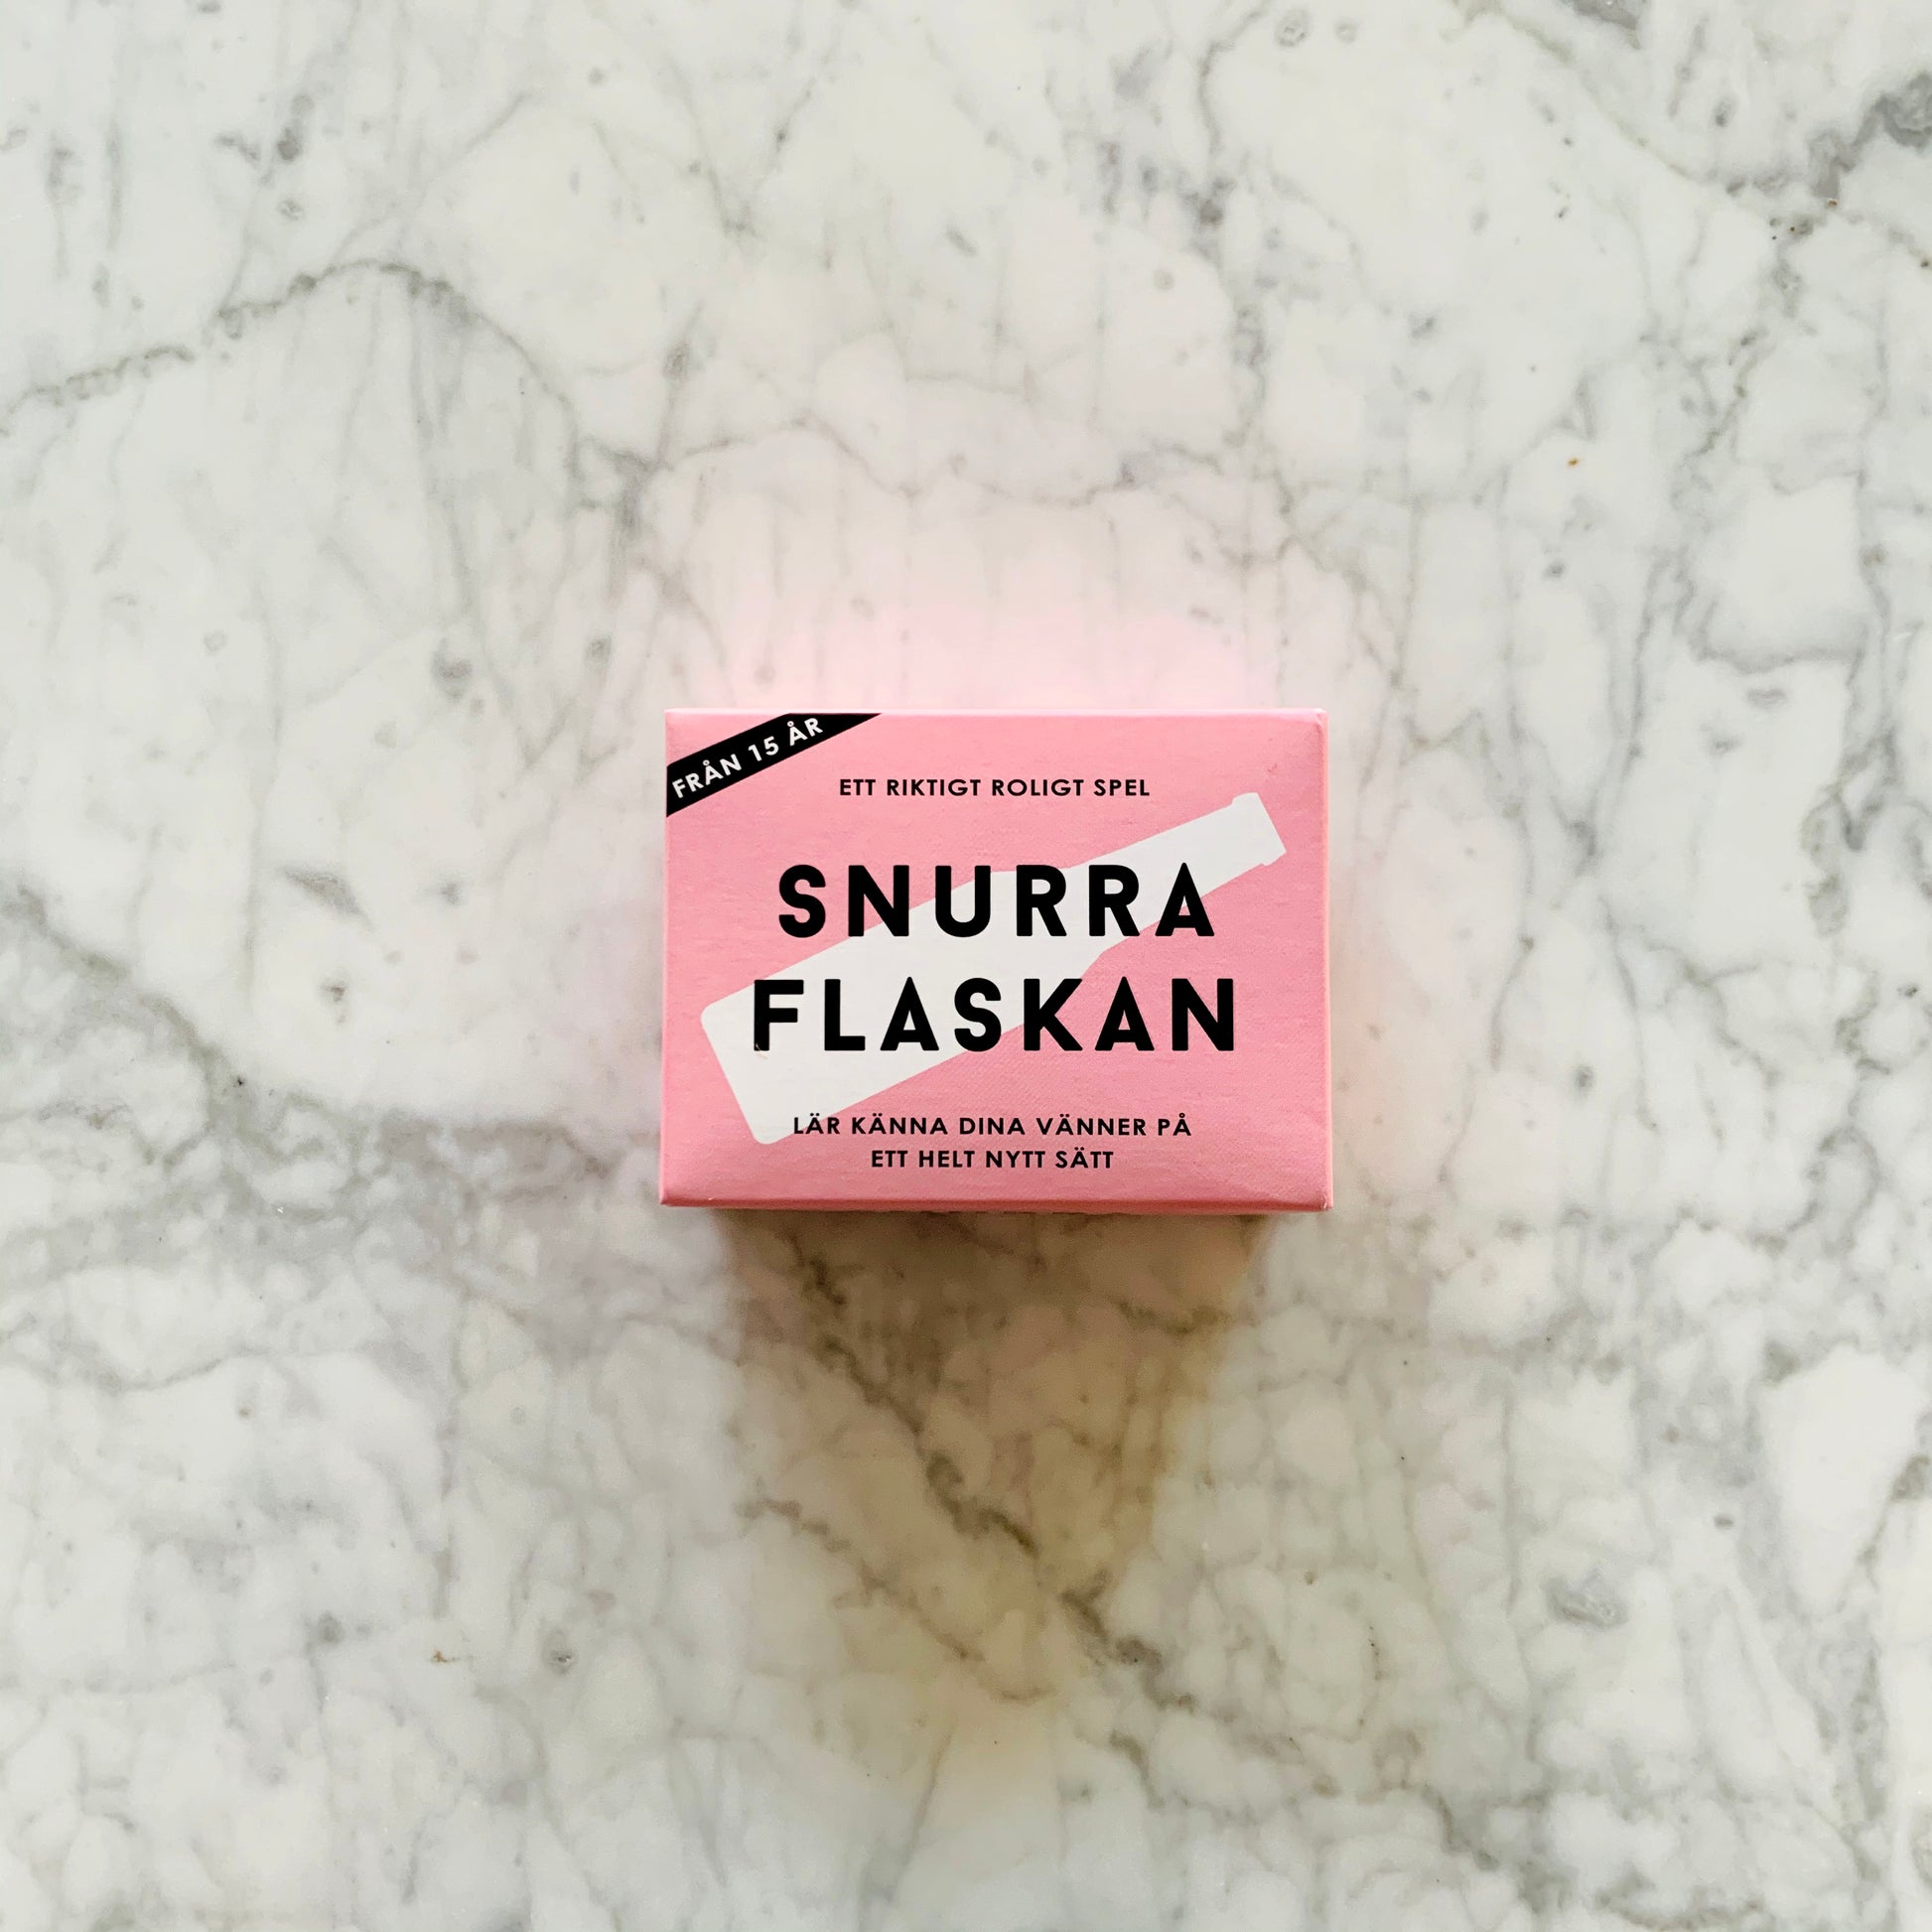 FRÅN 15 ÅR
ETT RIKTIGT ROLIGT SPEL
SNURRA
FLASKAN
LÄR KÄNNA DINA VÄNNER PÅ
ETT HELT NYTT SÄTT